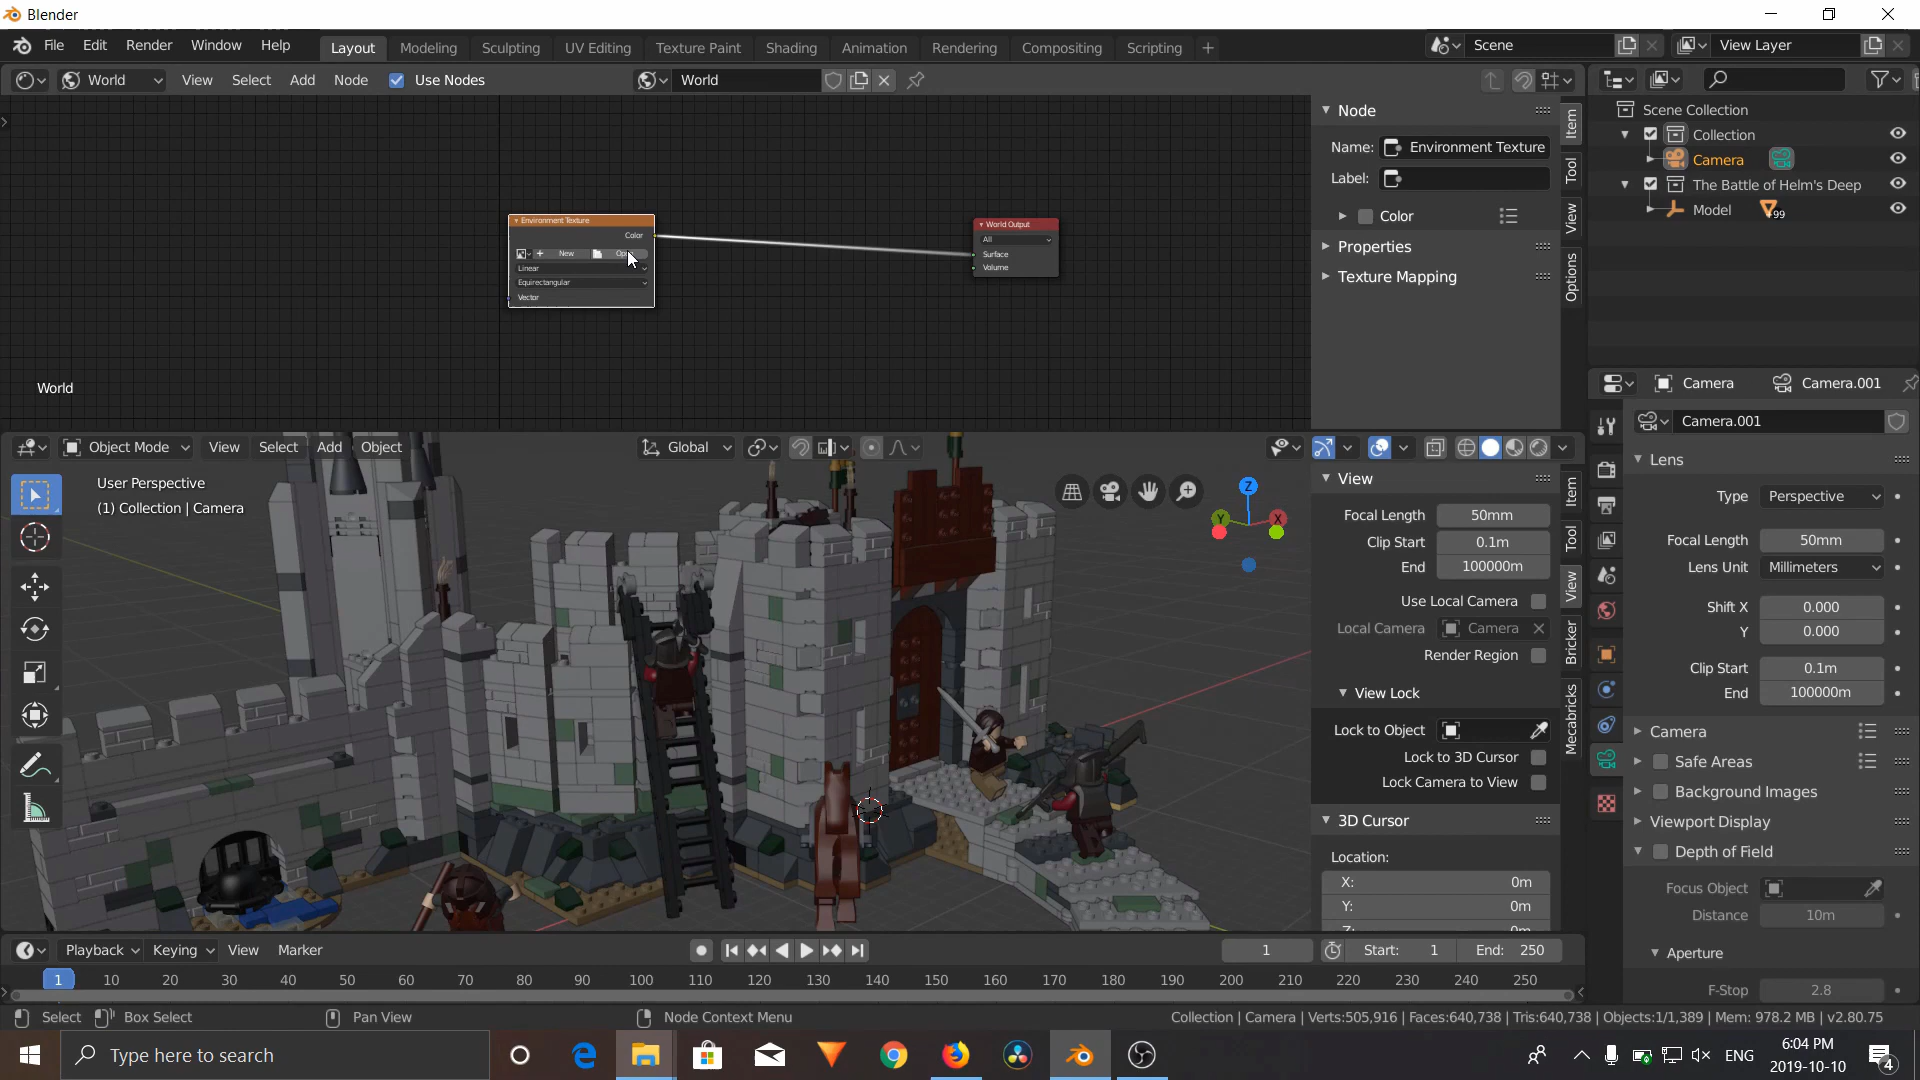 Blender
File Edit Render Window Help Layout Modeling Sculpting UV Editing Texture Paint Shading Animation Rendering Compositing Scripting + Scene View Layer
World View Select Add Node Use Nodes World
Node
Name: Environment Texture
Label:
Color
Properties
Texture Mapping
Item
Tool
View
Options
Environment Texture
Color
New
Linear
Equirectangular
Vector
World Output
All
Surface
Volume
World
Scene Collection
Collection
Camera
The Battle of Helm's Deep
Model 99
Camera Camera.001
Camera.001
Lens
Type Perspective
Focal Length 50mm
Lens Unit Millimeters
Shift X 0.000
Y 0.000
Clip Start 0.1m
End 100000m
Camera
Safe Areas
Background Images
Viewport Display
Depth of Field
Focus Object
Distance 10m
Aperture
F-Stop 2.8
Object Mode View Select Add Object Global
User Perspective
(1) Collection | Camera
Z
Y X
View
Focal Length 50mm
Clip Start 0.1m
End 100000m
Use Local Camera
Local Camera Camera
Render Region
View Lock
Lock to Object
Lock to 3D Cursor
Lock Camera to View
3D Cursor
Location:
X: 0m
Y: 0m
Item
Tool
View
Bricker
Mecabricks
Playback Keying View Marker 1 Start: 1 End: 250
1 10 20 30 40 50 60 70 80 90 100 110 120 130 140 150 160 170 180 190 200 210 220 230 240 250
Select Box Select Pan View Node Context Menu Collection | Camera | Verts:505,916 | Faces:640,738 | Tris:640,738 | Objects:1/1,389 | Mem: 978.2 MB | v2.80.75
Type here to search ENG 6:04 PM
2019-10-10 4